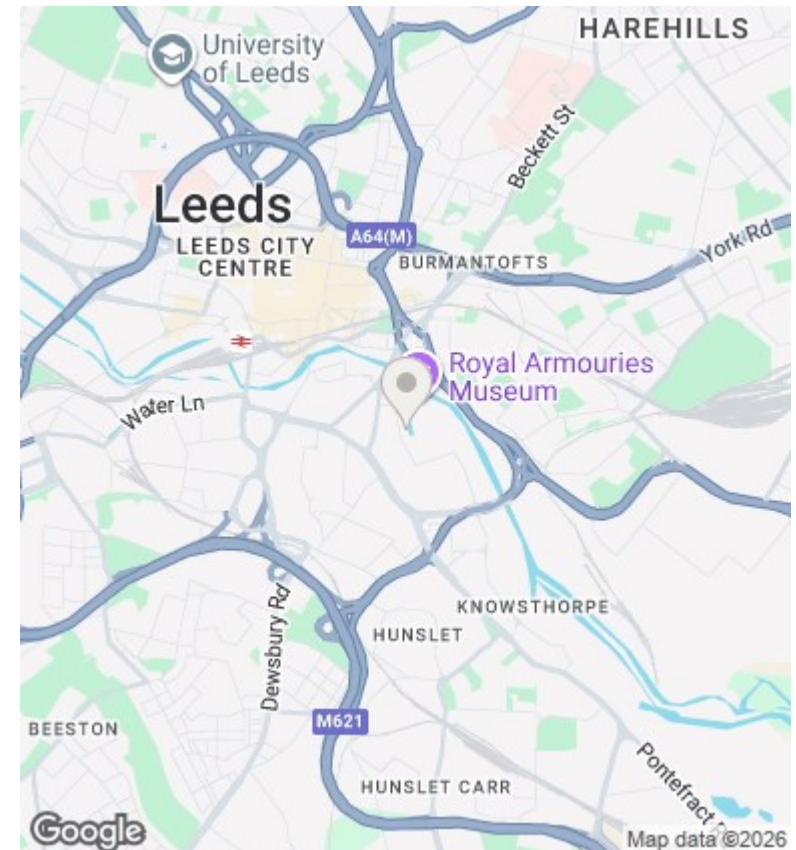 HAREHILLS
University
of Leeds
Beckett St
Leeds
A64(M)
LEEDS CITY
CENTRE
BURMANTOFTS
York Rd
Royal Armouries
Museum
Water Ln
KNOWSTHORPE
HUNSLET
Dewsbury Rd
M621
BEESTON
HUNSLET CARR
Pontefract
Google
Map data ©2026